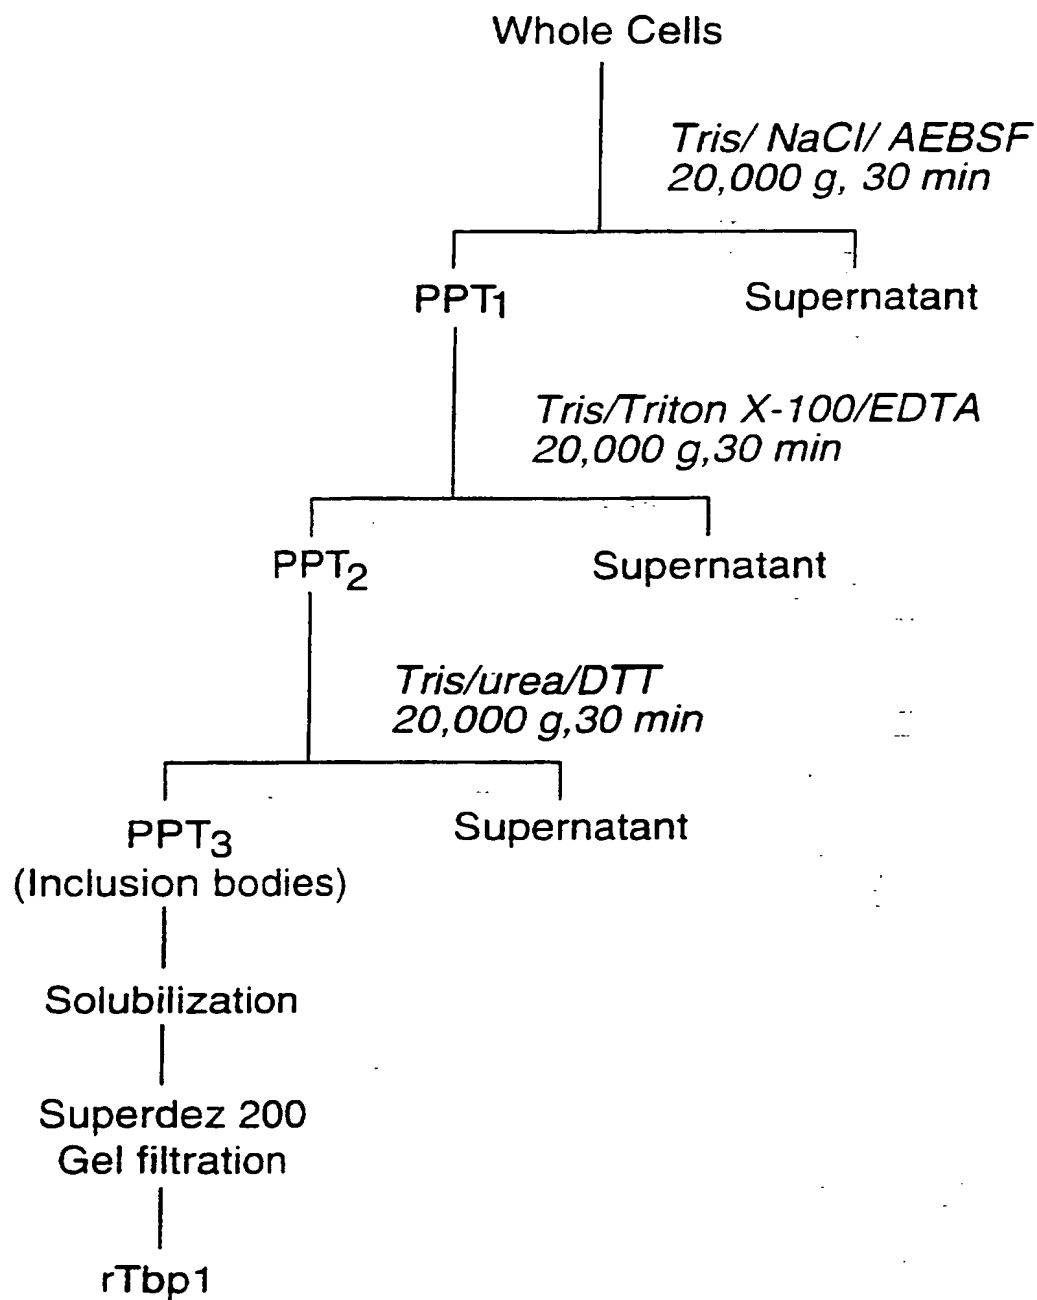 Whole Cells
Tris/ NaCl/ AEBSF
20,000 g, 30 min
PPT1
Supernatant
Tris/Triton X-100/EDTA
20,000 g,30 min
PPT2
Supernatant
Tris/urea/DTT
20,000 g,30 min
PPT3
(Inclusion bodies)
Supernatant
Solubilization
Superdez 200
Gel filtration
rTbp1